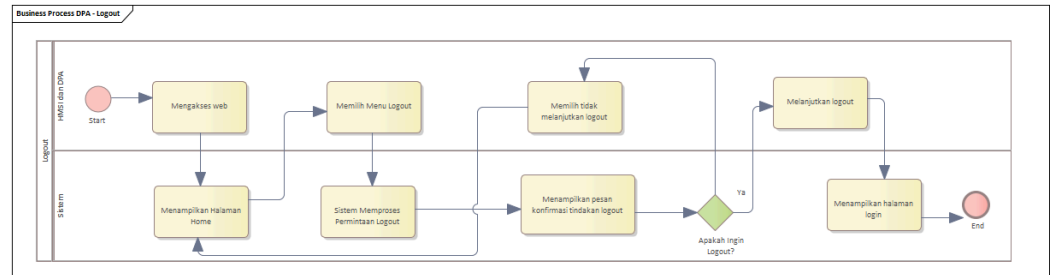 Business Process DPA - Logout
Logout
HMSI dan DPA
Start
Mengakses web
Memilih Menu Logout
Memilih tidak
melanjutkan logout
Melanjutkan logout
Sistem
Menampilkan Halaman
Home
Sistem Memproses
Permintaan Logout
Menampilkan pesan
konfirmasi tindakan logout
Apakah Ingin
Logout?
Ya
Menampilkan halaman
login
End